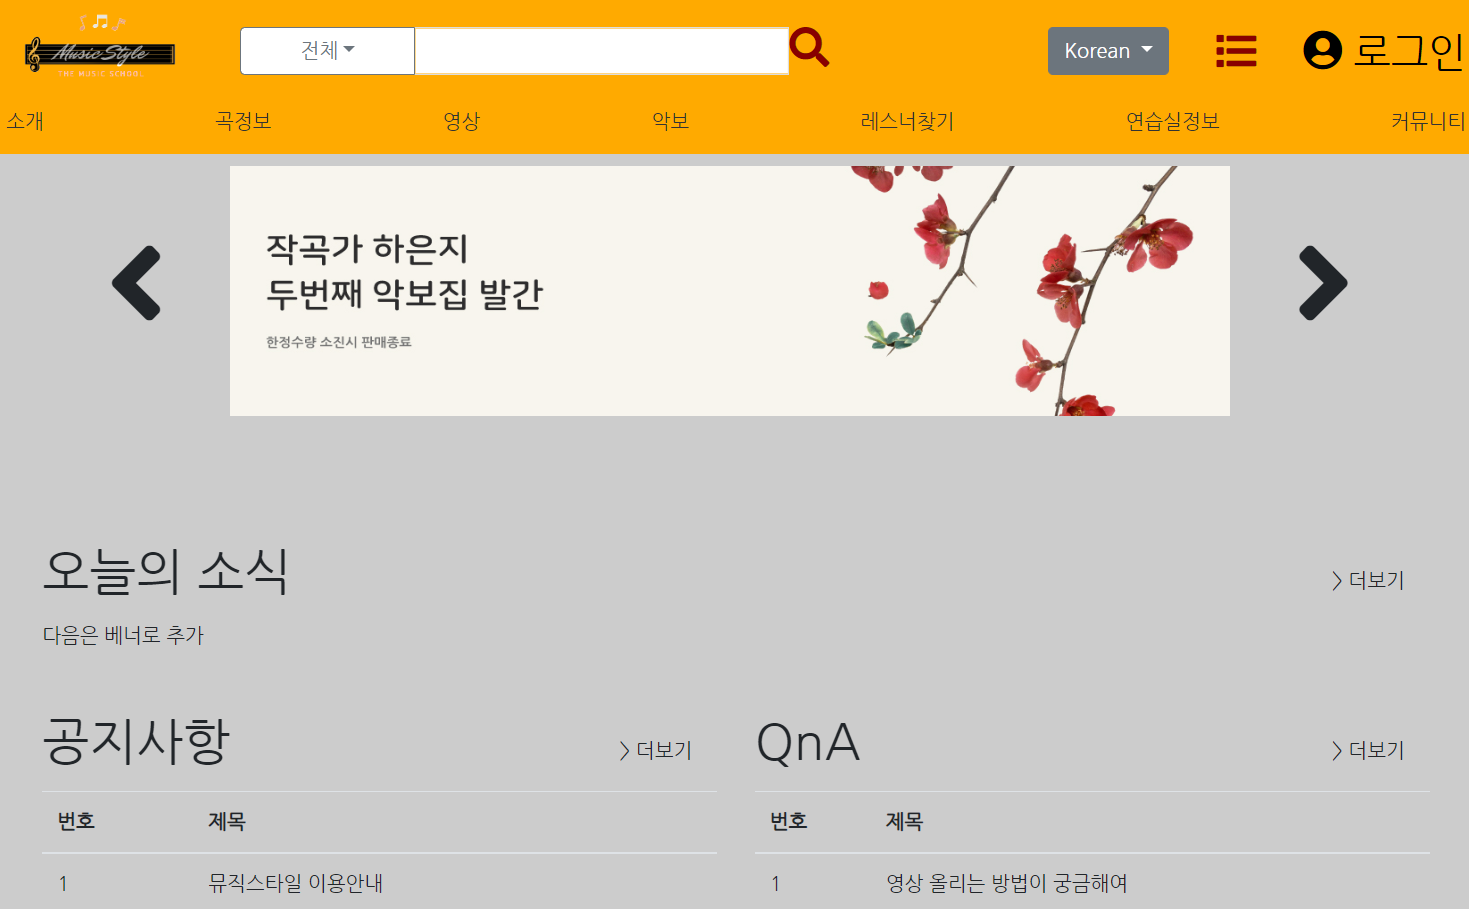 Music Style
THE MUSIC SCHOOL
전체
Korean
로그인
소개 곡정보 영상 악보 레스너찾기 연습실정보 커뮤니티
작곡가 하은지
두번째 악보집 발간
한정수량 소진시 판매종료
오늘의 소식
> 더보기
다음은 베너로 추가
공지사항
> 더보기
번호 제목
1 뮤직스타일 이용안내
QnA
> 더보기
번호 제목
1 영상 올리는 방법이 궁금해여